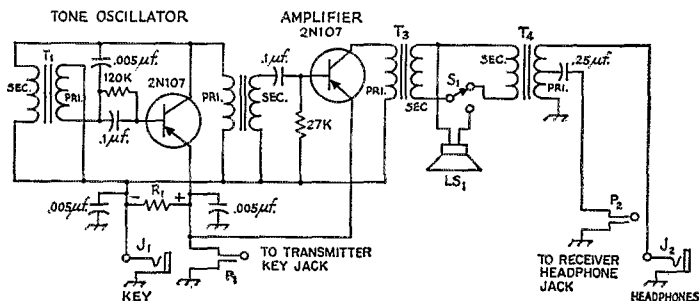 TONE OSCILLATOR
AMPLIFIER
2N107
T1
.005µf.
120K
2N107
SEC.
PRI.
.1µf.
PRI.
SEC.
.1µf.
27K
T3
PRI.
SEC
S1
LS1
T4
SEC.
PRI.
.25µf.
.005µf.
R1
− +
.005µf.
J1
KEY
P1
TO TRANSMITTER
KEY JACK
P2
TO RECEIVER
HEADPHONE
JACK
J2
HEADPHONES